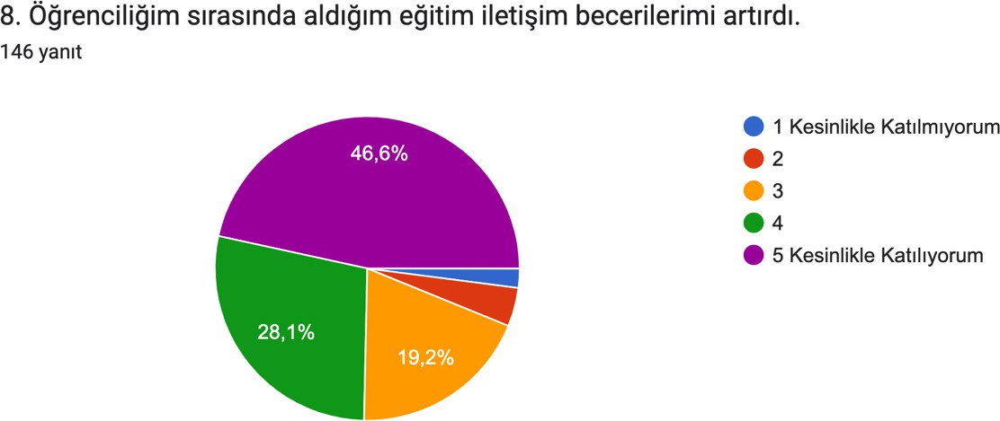 8. Öğrenciliğim sırasında aldığım eğitim iletişim becerilerimi artırdı.
146 yanıt
46,6%
28,1%
19,2%
1 Kesinlikle Katılmıyorum
2
3
4
5 Kesinlikle Katılıyorum